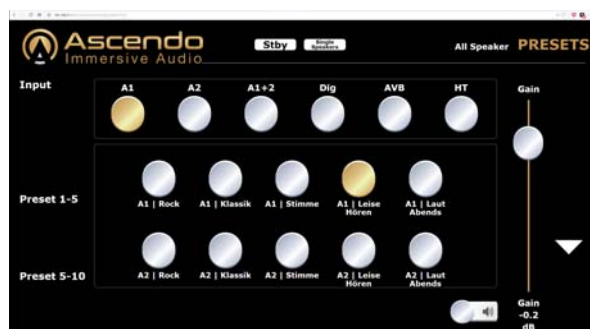 Ascendo
Immersive Audio
Stby
Single
Speakers
All Speaker PRESETS
Input
A1 A2 A1+2 Dig AVB HT
Gain
Preset 1-5
A1 | Rock A1 | Klassik A1 | Stimme A1 | Leise Hören A1 | Laut Abends
Preset 5-10
A2 | Rock A2 | Klassik A2 | Stimme A2 | Leise Hören A2 | Laut Abends
Gain
-0.2
dB